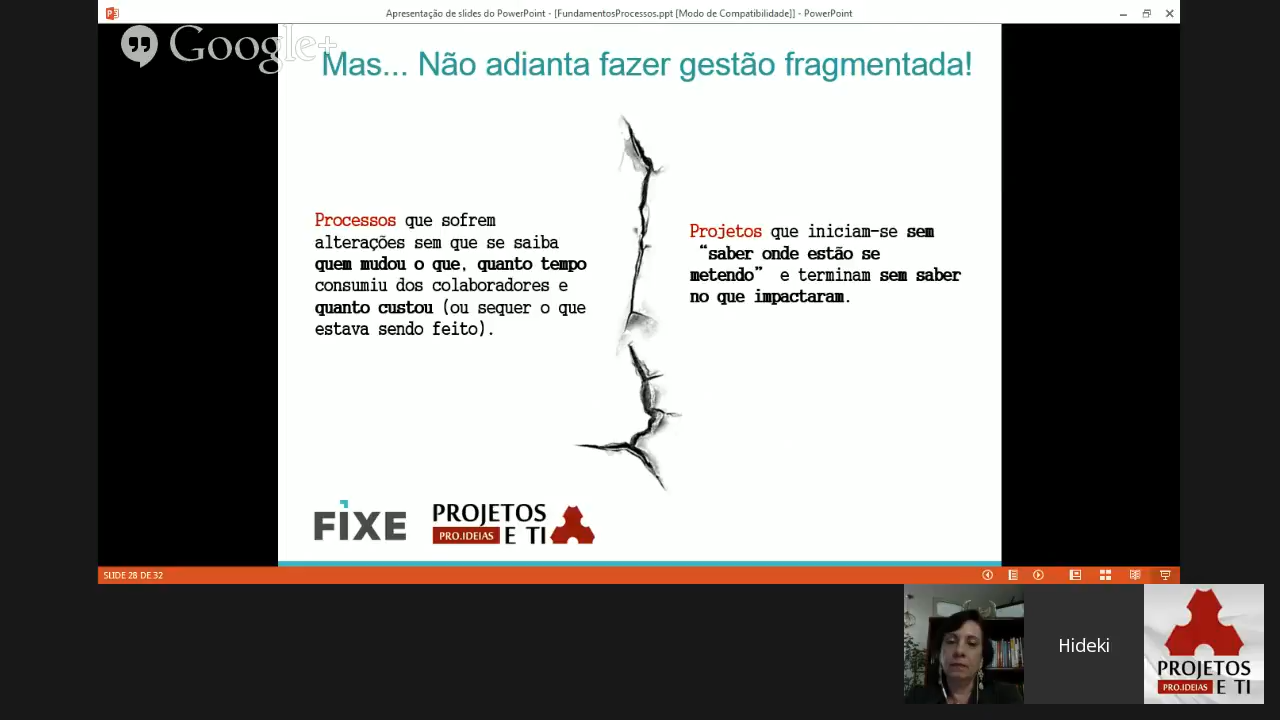 Apresentação de slides do PowerPoint - [FundamentosProcessos.ppt [Modo de Compatibilidade]] - PowerPoint
Google+
Mas... Não adianta fazer gestão fragmentada!
Processos que sofrem
alterações sem que se saiba
quem mudou o que, quanto tempo
consumiu dos colaboradores e
quanto custou (ou sequer o que
estava sendo feito).
Projetos que iniciam-se sem
“saber onde estão se
metendo” e terminam sem saber
no que impactaram.
FIXE
PROJETOS
PRO.IDEIAS E TI
SLIDE 28 DE 32
Hideki
PROJETOS
PRO.IDEIAS E TI